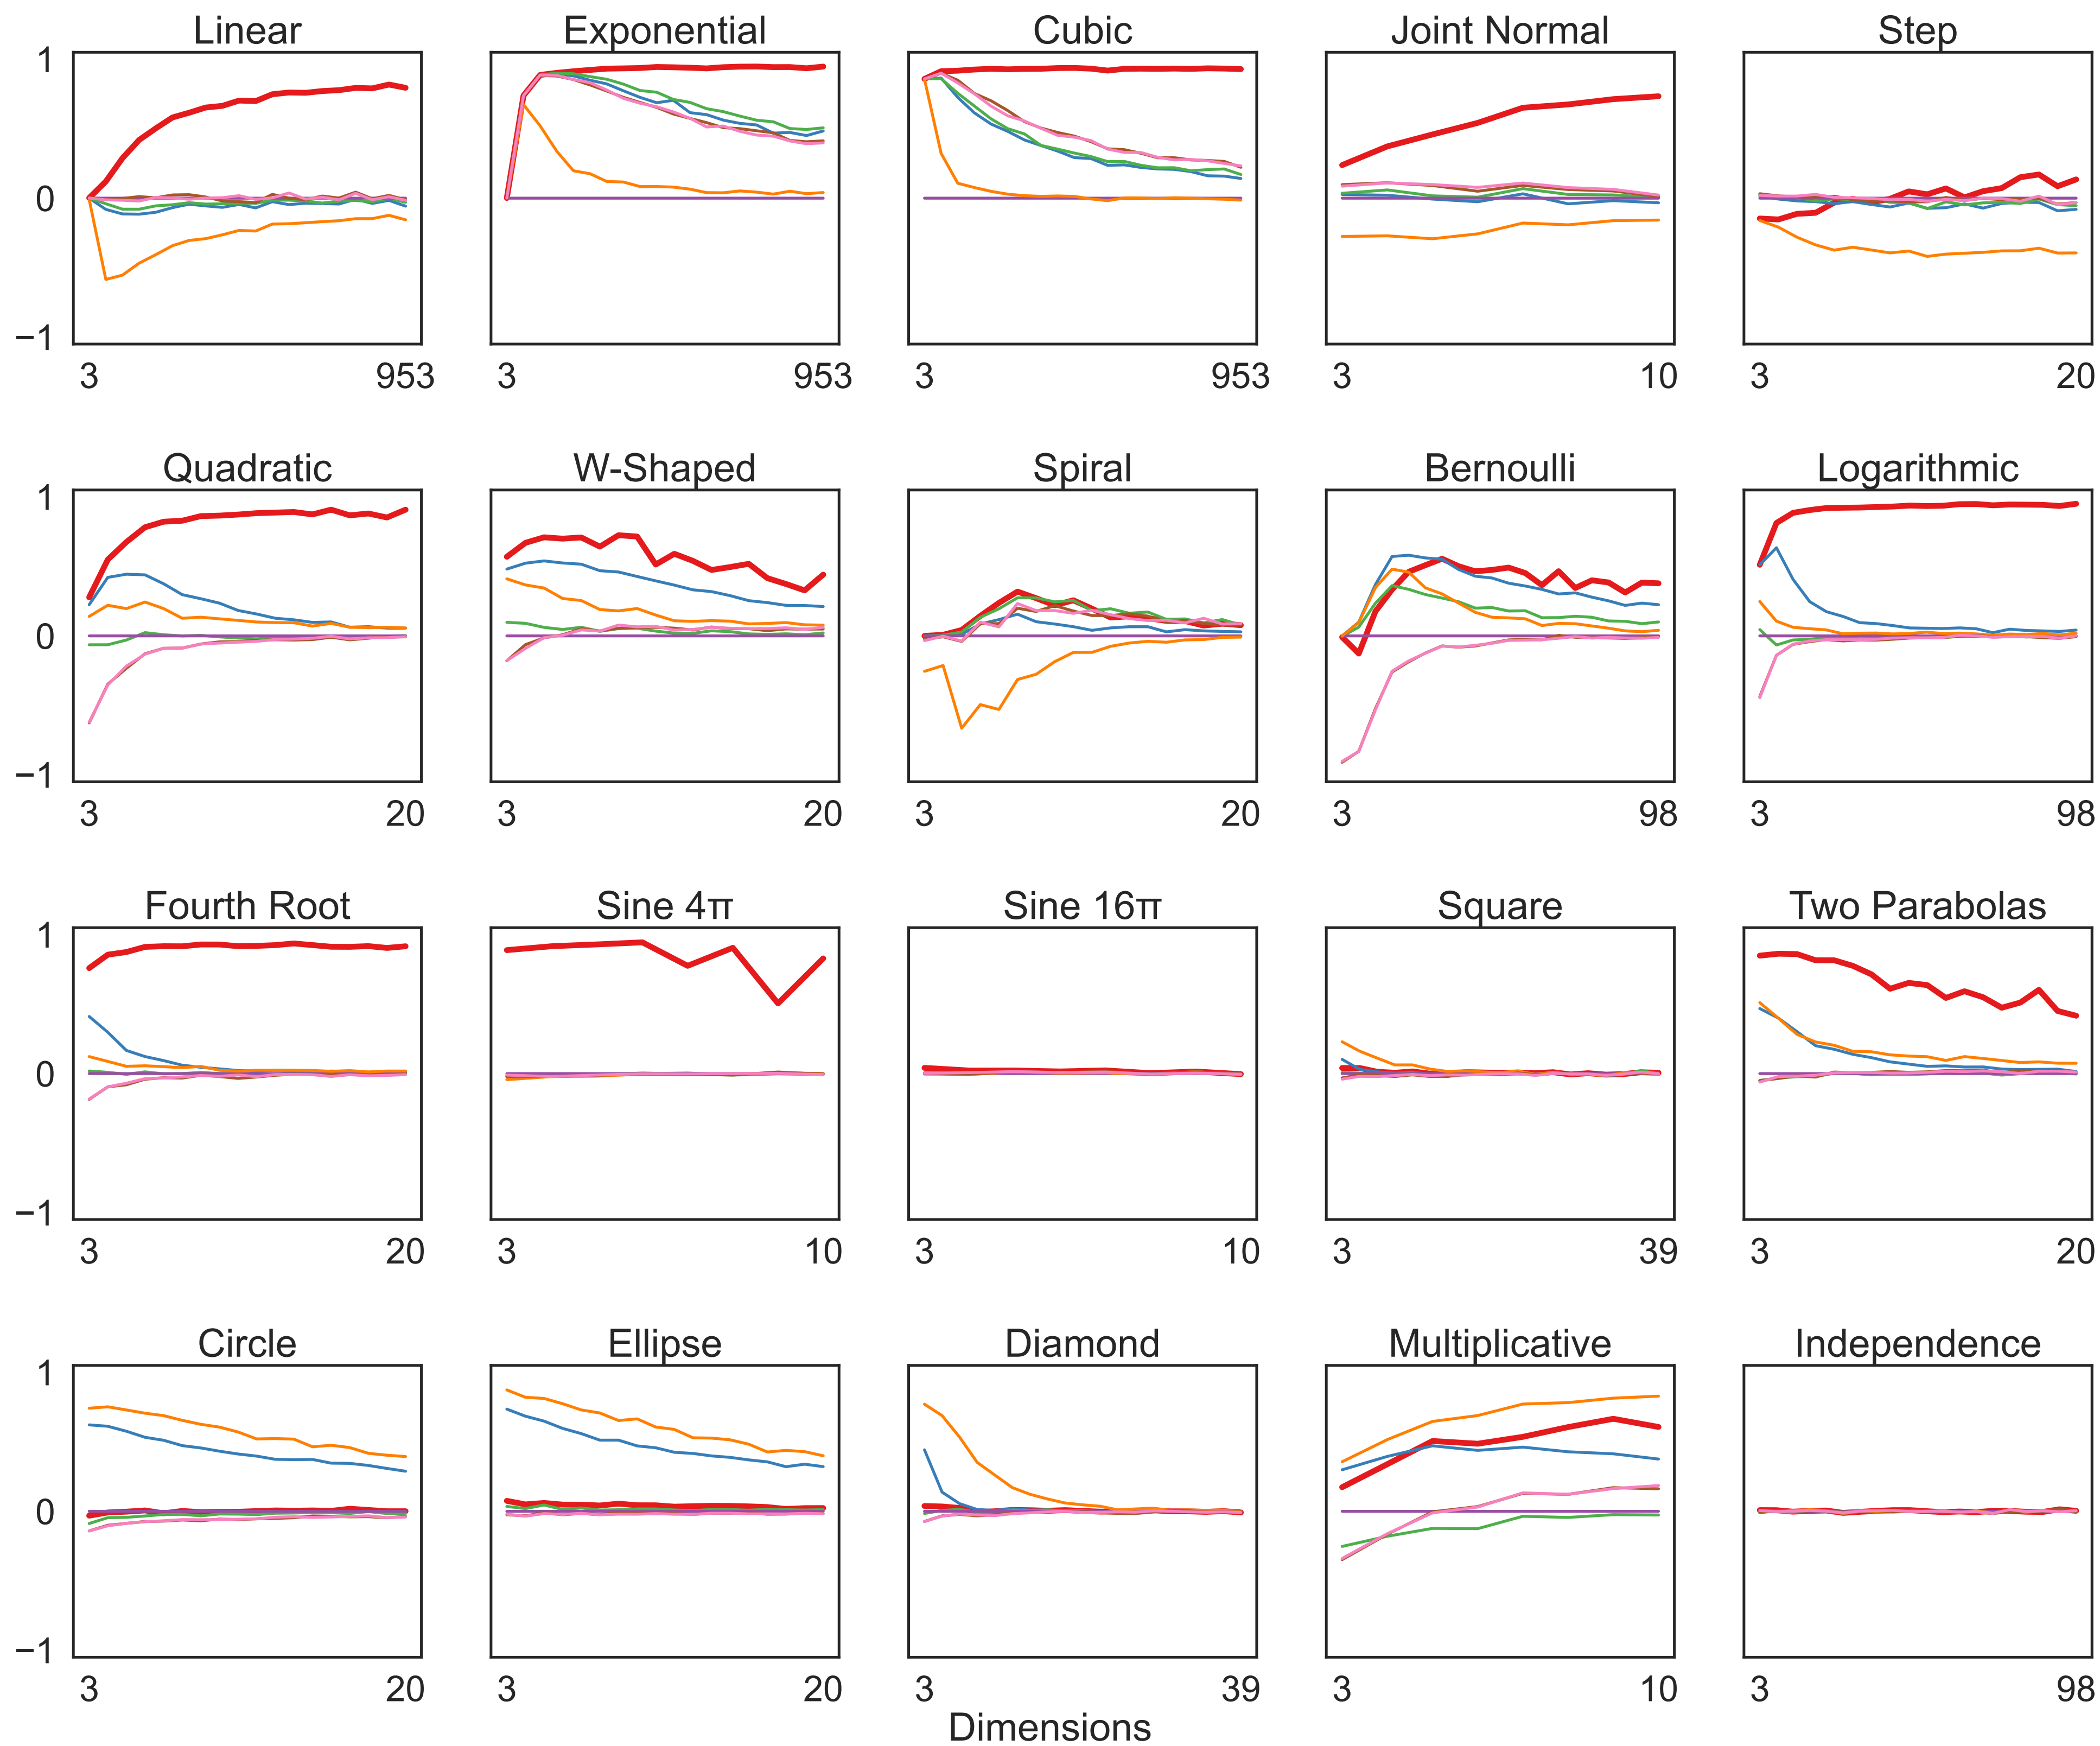 Linear Exponential Cubic Joint Normal Step
1
0
−1
3 953 3 953 3 953 3 10 3 20
Quadratic W-Shaped Spiral Bernoulli Logarithmic
1
0
−1
3 20 3 20 3 20 3 98 3 98
Fourth Root Sine 4π Sine 16π Square Two Parabolas
1
0
−1
3 20 3 10 3 10 3 39 3 20
Circle Ellipse Diamond Multiplicative Independence
1
0
−1
3 20 3 20 3 39 3 10 3 98
Dimensions